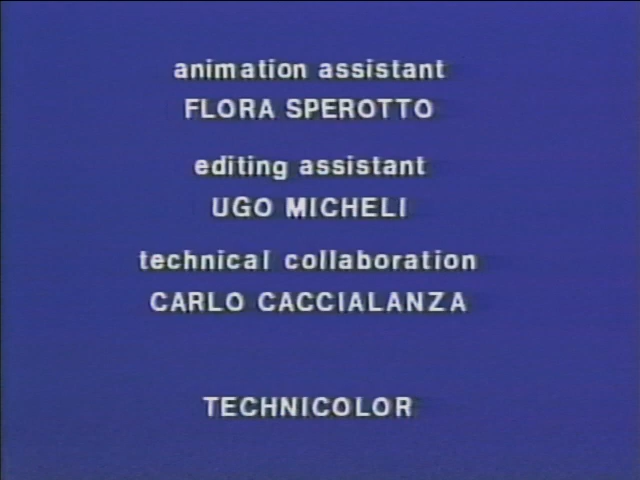 animation assistant
FLORA SPEROTTO
editing assistant
UGO MICHELI
technical collaboration
CARLO CACCIALANZA
TECHNICOLOR